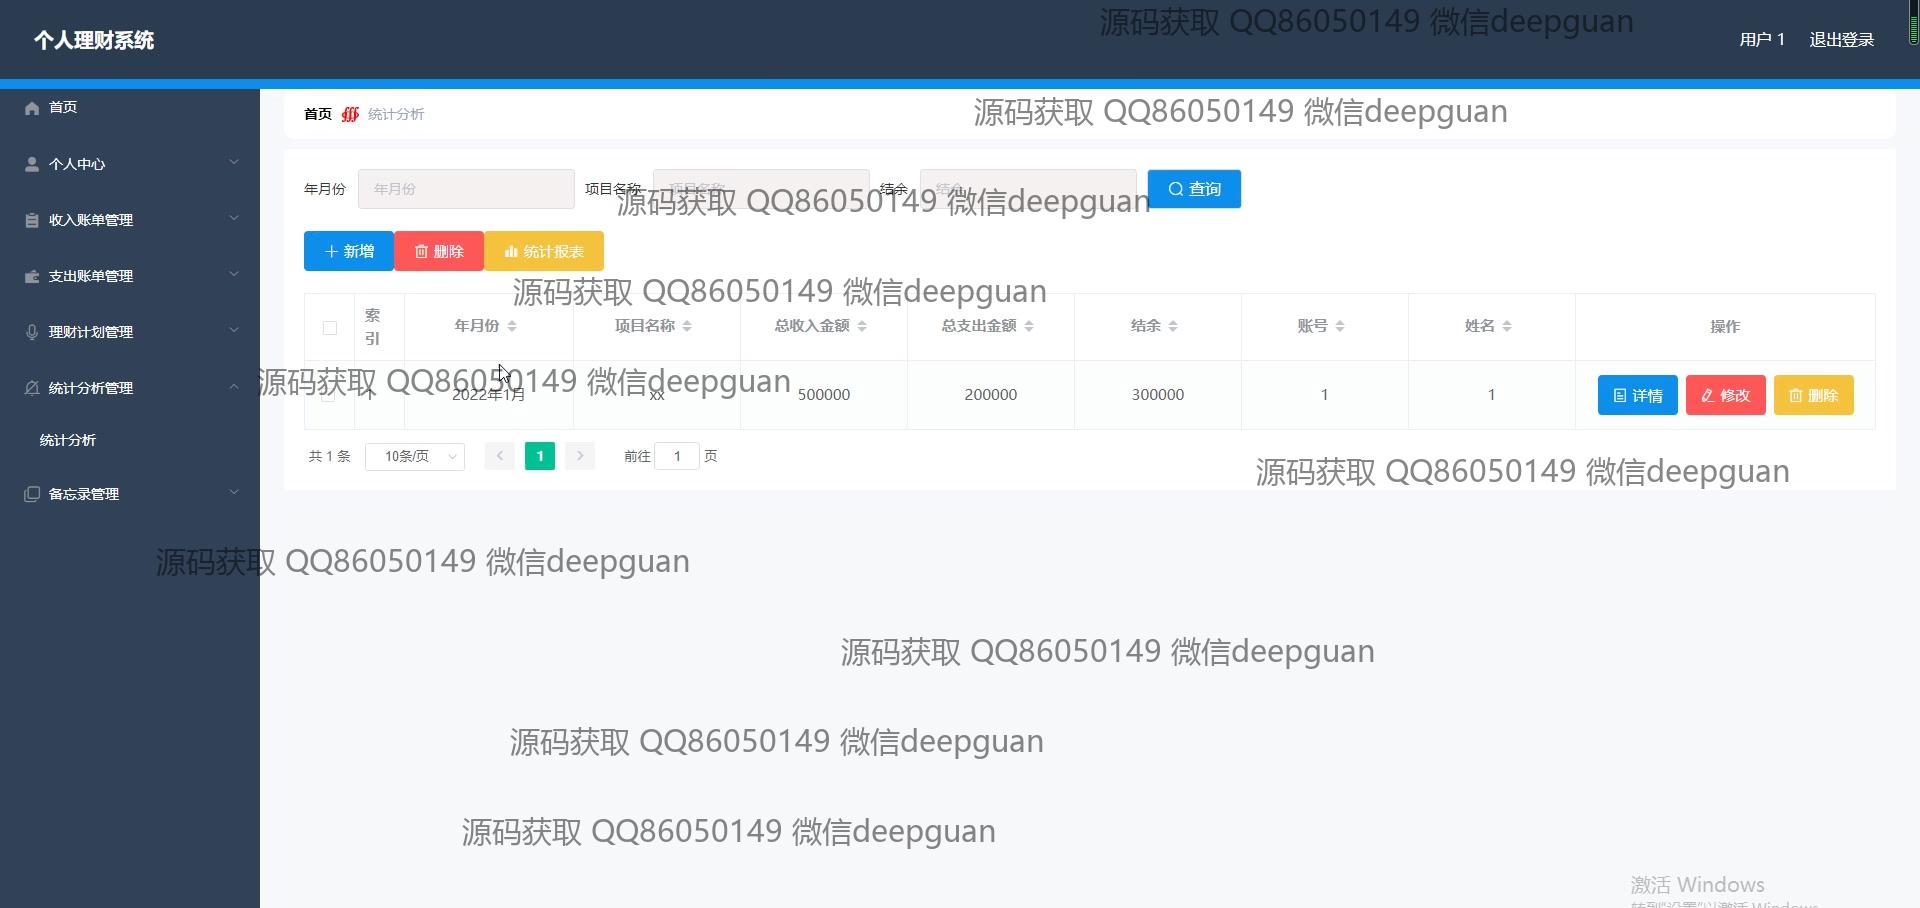 个人理财系统
源码获取 QQ86050149 微信deepguan
用户 1 退出登录
首页
个人中心
收入账单管理
支出账单管理
理财计划管理
统计分析管理
统计分析
备忘录管理
首页 统计分析
源码获取 QQ86050149 微信deepguan
年月份 年月份 项目名称 项目名称 结余 结余 查询
源码获取 QQ86050149 微信deepguan
新增 删除 统计报表
源码获取 QQ86050149 微信deepguan
索引 年月份 项目名称 总收入金额 总支出金额 结余 账号 姓名 操作
源码获取 QQ86050149 微信deepguan
1 2022年1月 xx 500000 200000 300000 1 1 详情 修改 删除
共 1 条 10条/页 1 前往 1 页
源码获取 QQ86050149 微信deepguan
源码获取 QQ86050149 微信deepguan
源码获取 QQ86050149 微信deepguan
源码获取 QQ86050149 微信deepguan
源码获取 QQ86050149 微信deepguan
激活 Windows
转到"设置"以激活 Windows